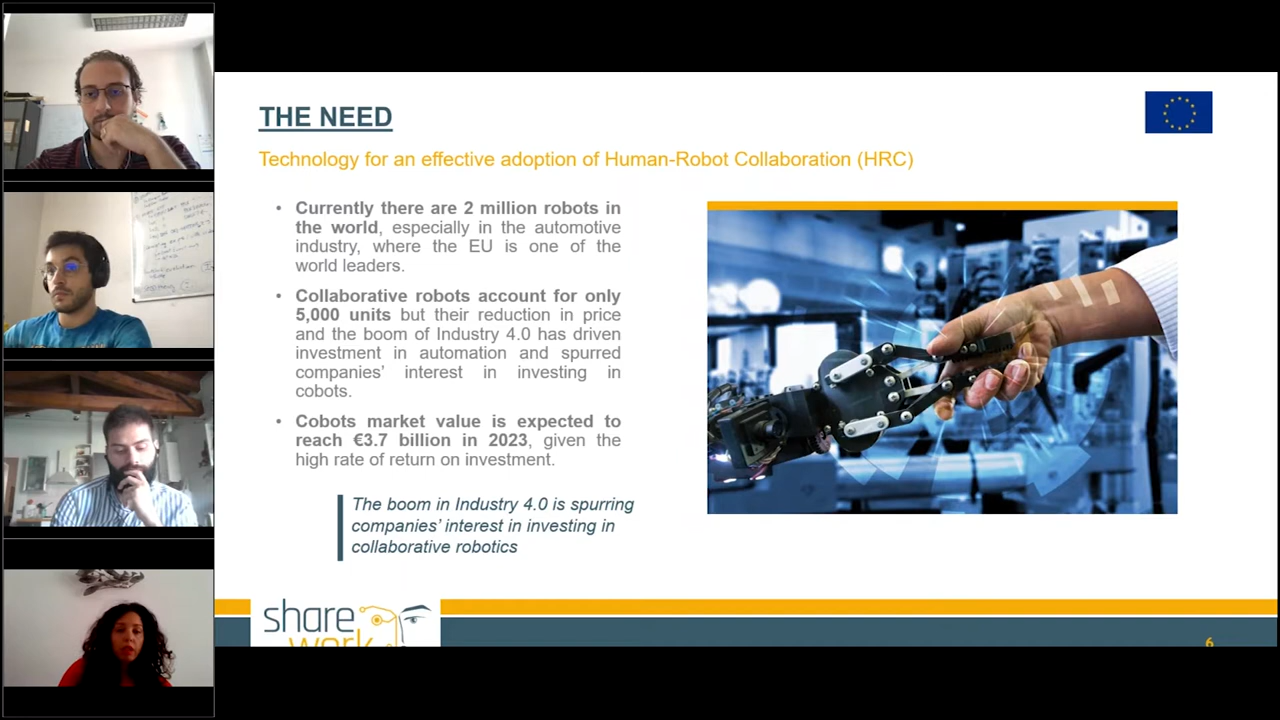 THE NEED
Technology for an effective adoption of Human-Robot Collaboration (HRC)
• Currently there are 2 million robots in
the world, especially in the automotive
industry, where the EU is one of the
world leaders.
• Collaborative robots account for only
5,000 units but their reduction in price
and the boom of Industry 4.0 has driven
investment in automation and spurred
companies’ interest in investing in
cobots.
• Cobots market value is expected to
reach €3.7 billion in 2023, given the
high rate of return on investment.
The boom in Industry 4.0 is spurring
companies’ interest in investing in
collaborative robotics
share
work
6